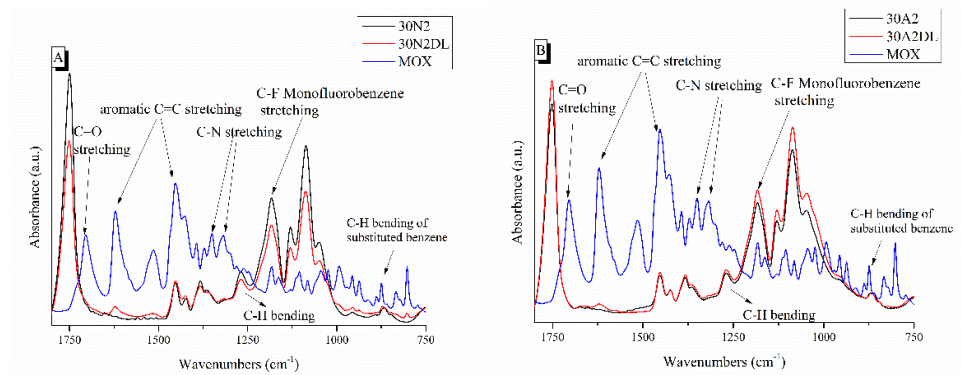 A
30N2
30N2DL
MOX
C-F Monofluorobenzene
stretching
aromatic C=C stretching
C=O
stretching
C-N stretching
C-H bending of
substituted benzene
C-H bending
Absorbance (a.u.)
1750
1500
1250
1000
750
Wavenumbers (cm-1)
B
30A2
30A2DL
MOX
aromatic C=C stretching
C-N stretching
C-F Monofluorobenzene
stretching
C=O
stretching
C-H bending of
substituted benzene
C-H bending
Absorbance (a.u.)
1750
1500
1250
1000
750
Wavenumbers (cm-1)